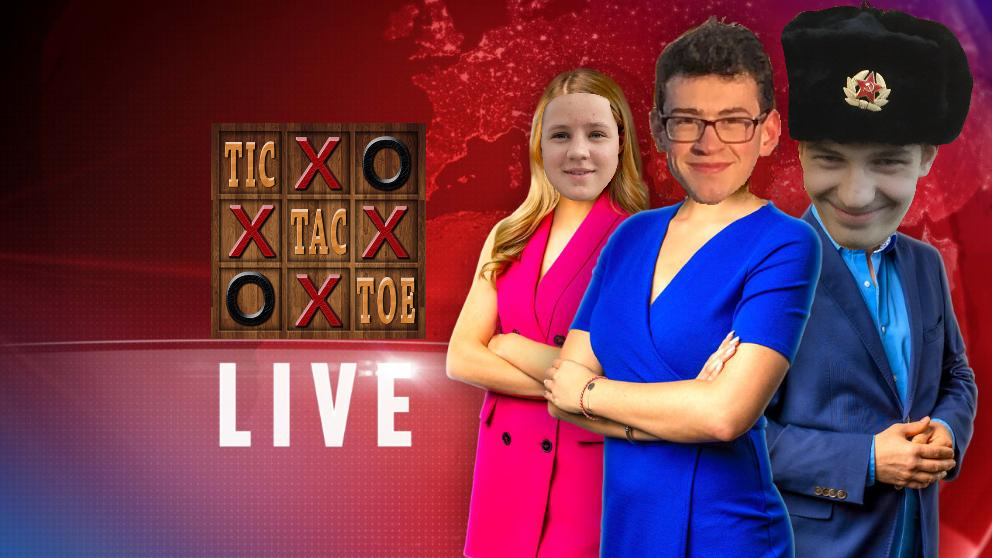 TIC X O
X TAC X
O X TOE
LIVE